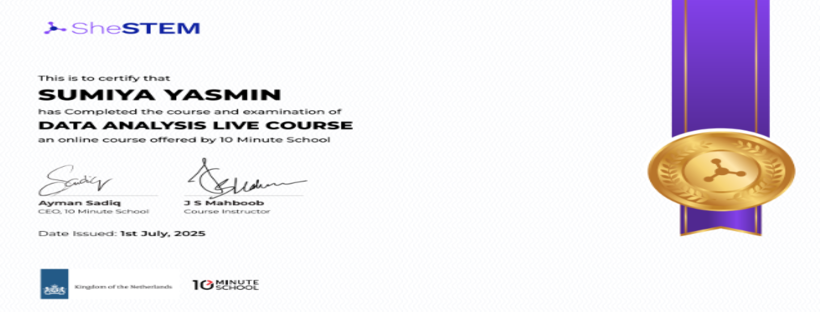 SheSTEM
This is to certify that
SUMIYA YASMIN
has Completed the course and examination of
DATA ANALYSIS LIVE COURSE
an online course offered by 10 Minute School
Sadiq
Ayman Sadiq
CEO, 10 Minute School
J S Mahboob
Course Instructor
Date Issued: 1st July, 2025
Kingdom of the Netherlands
10 MINUTE
SCHOOL